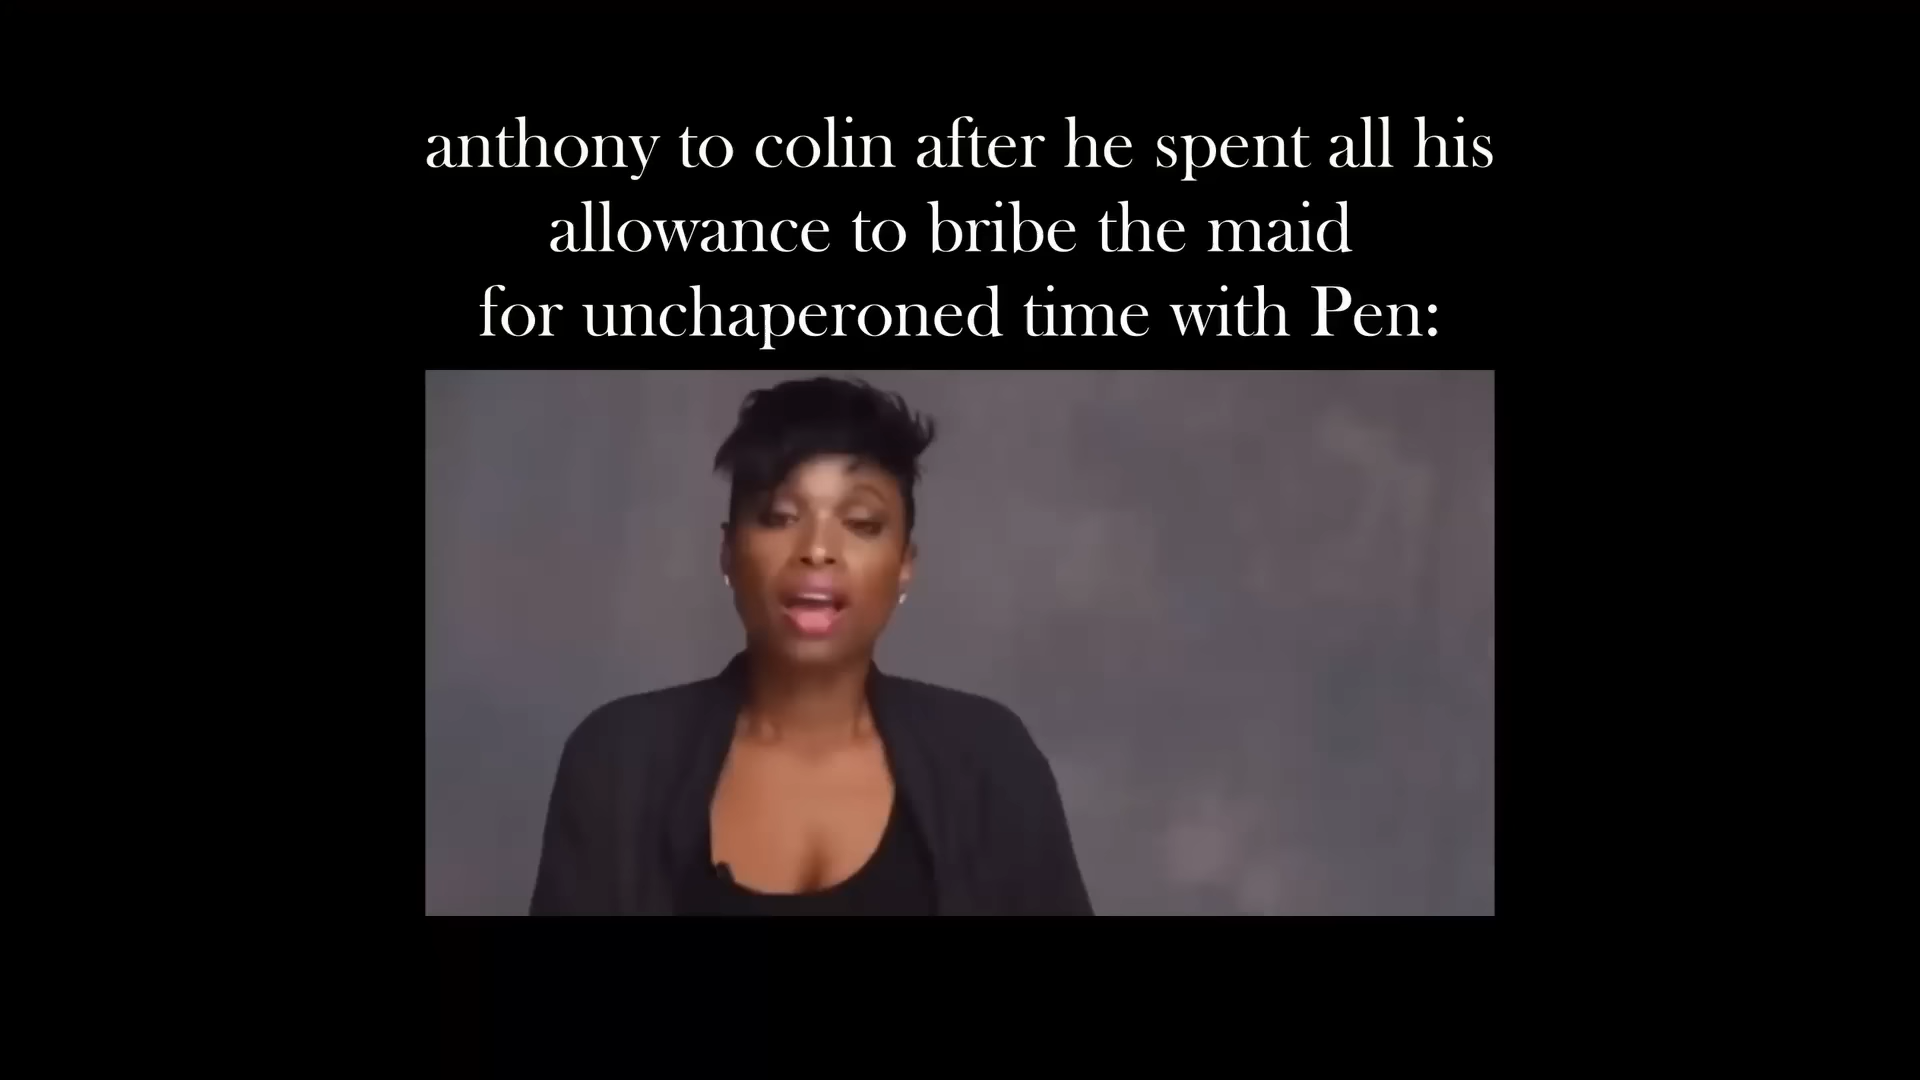 anthony to colin after he spent all his
allowance to bribe the maid
for unchaperoned time with Pen: